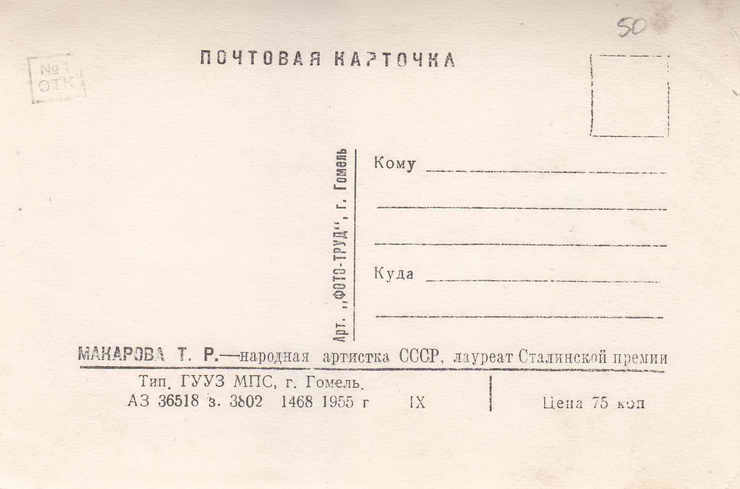 50
ПОЧТОВАЯ КАРТОЧКА
№ 1
ОТК
Арт. „ФОТО-ТРУД", г. Гомель
Кому
Куда
МАКАРОВА Т. Р.—народная артистка СССР, лауреат Сталинской премии
Тип. ГУУЗ МПС, г. Гомель.
АЗ 36518 з. 3802 1468 1955 г IX Цена 75 коп